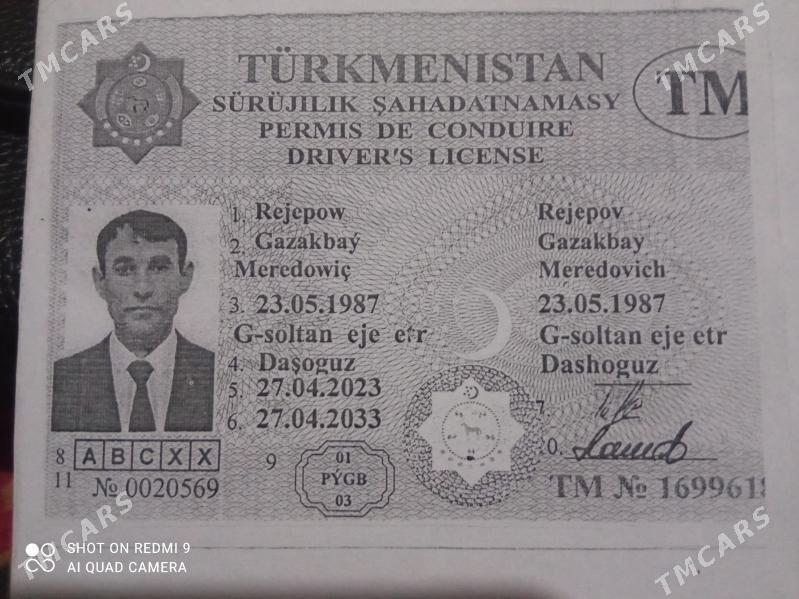 TÜRKMENISTAN
TM
SÜRÜJILIK ŞAHADATNAMASY
PERMIS DE CONDUIRE
DRIVER'S LICENSE
1. Rejepow Rejepov
2. Gazakbaý Gazakbay
Meredowiç Meredovich
3. 23.05.1987 23.05.1987
G-soltan eje etr G-soltan eje etr
4. Daşoguz Dashoguz
5. 27.04.2023
6. 27.04.2033
7.
8 A B C X X
9
01
PÝGB
03
0.
11 № 0020569
TM № 169961
SHOT ON REDMI 9
AI QUAD CAMERA
TMCARS
TMCARS
TMCARS
TMCARS
TMCARS
TMCARS